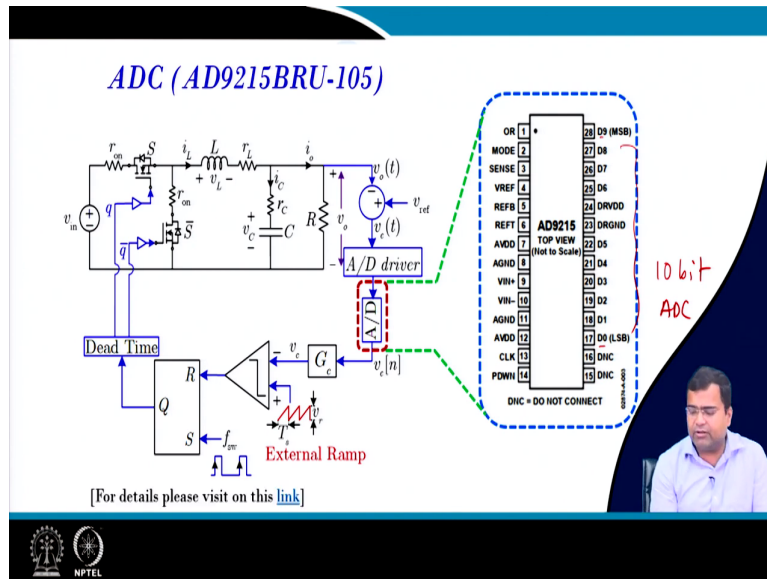 ADC (AD9215BRU-105)
r_on
S
i_L
L
r_L
i_o
+ v_L −
i_C
r_C
+
v_C
−
C
R
+
v_o
−
v_o(t)
−
+
v_ref
v_e(t)
v_in
+
−
q
r_on
S̅
q̅
A/D driver
A/D
v_e[n]
G_c
v_c
−
+
v_r
T_s
External Ramp
Dead Time
R
Q
S
f_sw
[For details please visit on this link]
OR 1
MODE 2
SENSE 3
VREF 4
REFB 5
REFT 6
AVDD 7
AGND 8
VIN+ 9
VIN– 10
AGND 11
AVDD 12
CLK 13
PDWN 14
AD9215
TOP VIEW
(Not to Scale)
28 D9 (MSB)
27 D8
26 D7
25 D6
24 DRVDD
23 DRGND
22 D5
21 D4
20 D3
19 D2
18 D1
17 D0 (LSB)
16 DNC
15 DNC
DNC = DO NOT CONNECT
02874-A-003
10 bit
ADC
NPTEL